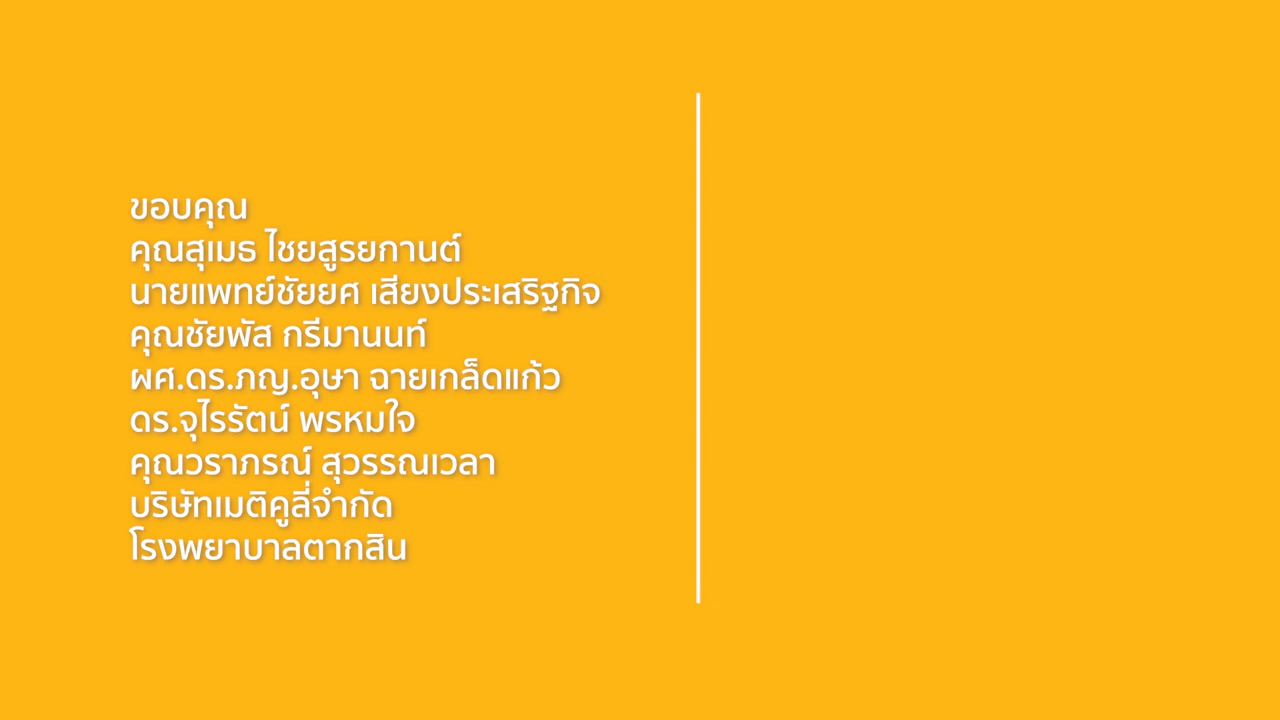 ขอบคุณ
คุณสุเมธ ไชยสูรยกานต์
นายแพทย์ชัยยศ เสียงประเสริฐกิจ
คุณชัยพัส กรีมานนท์
ผศ.ดร.ภญ.อุษา ฉายเกล็ดแก้ว
ดร.จุไรรัตน์ พรหมใจ
คุณวราภรณ์ สุวรรณเวลา
บริษัทเมติคูลี่จำกัด
โรงพยาบาลตากสิน